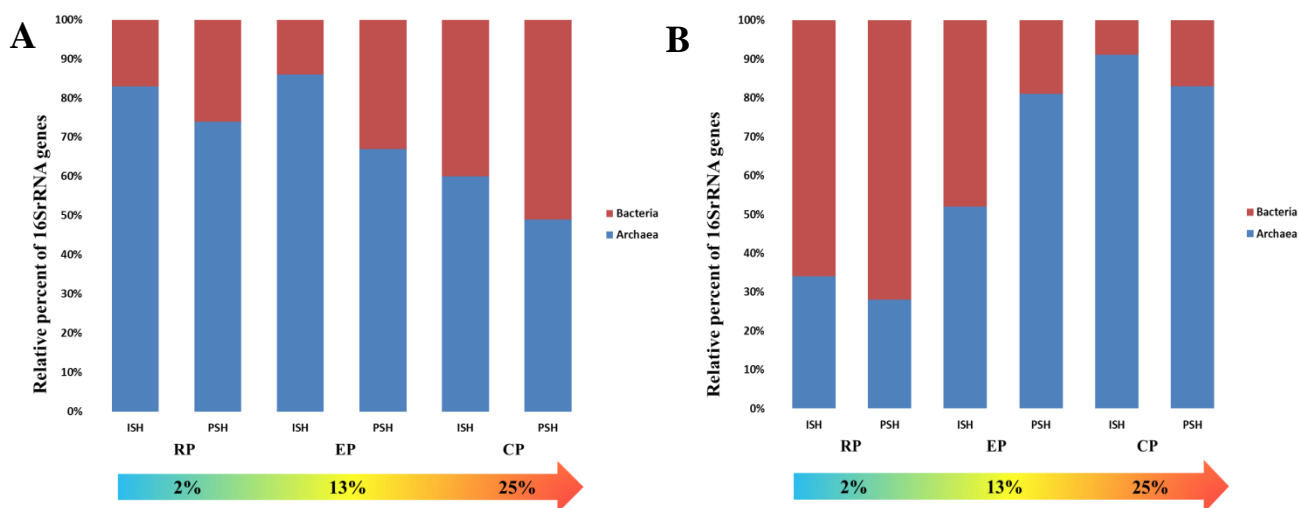 A
Relative percent of 16SrRNA genes
100%
90%
80%
70%
60%
50%
40%
30%
20%
10%
0%
ISH PSH ISH PSH ISH PSH
RP EP CP
2% 13% 25%
Bacteria
Archaea
B
Relative percent of 16SrRNA genes
100%
90%
80%
70%
60%
50%
40%
30%
20%
10%
0%
ISH PSH ISH PSH ISH PSH
RP EP CP
2% 13% 25%
Bacteria
Archaea